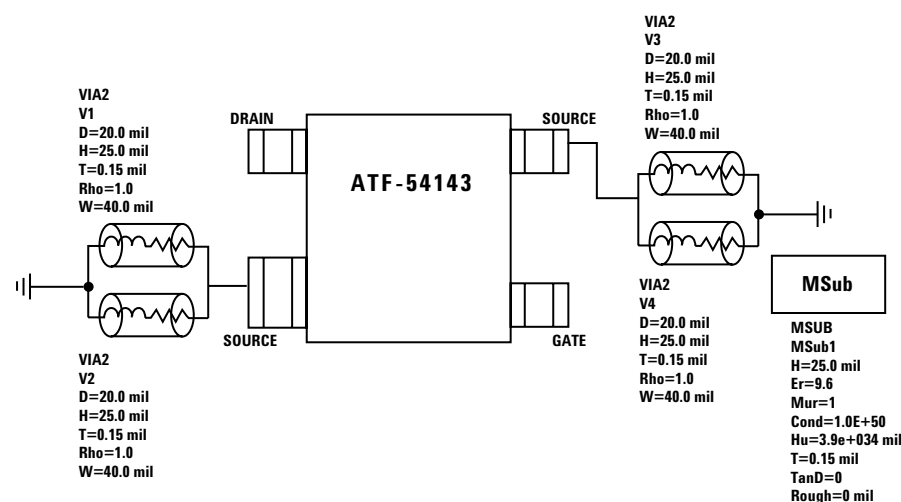 VIA2
V3
D=20.0 mil
H=25.0 mil
T=0.15 mil
Rho=1.0
W=40.0 mil
VIA2
V1
D=20.0 mil
H=25.0 mil
T=0.15 mil
Rho=1.0
W=40.0 mil
DRAIN
SOURCE
ATF-54143
SOURCE
GATE
VIA2
V2
D=20.0 mil
H=25.0 mil
T=0.15 mil
Rho=1.0
W=40.0 mil
VIA2
V4
D=20.0 mil
H=25.0 mil
T=0.15 mil
Rho=1.0
W=40.0 mil
MSub
MSUB
MSub1
H=25.0 mil
Er=9.6
Mur=1
Cond=1.0E+50
Hu=3.9e+034 mil
T=0.15 mil
TanD=0
Rough=0 mil